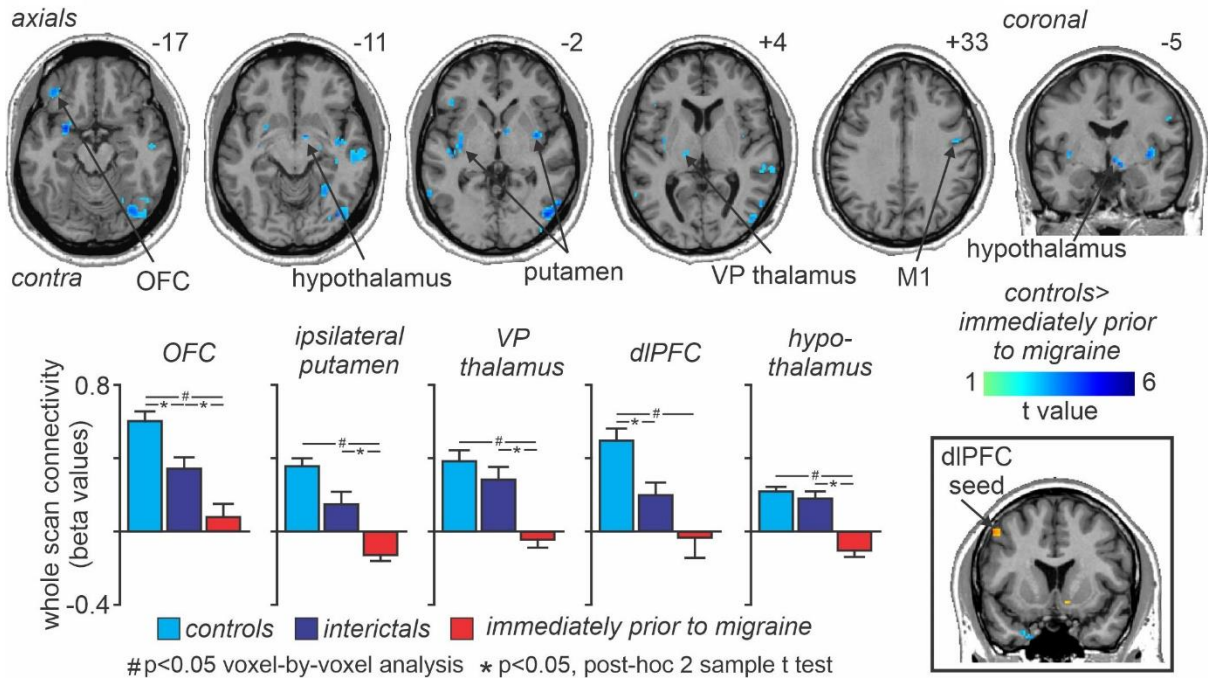 axials
coronal
-17
-11
-2
+4
+33
-5
contra
OFC
hypothalamus
putamen
VP thalamus
M1
hypothalamus
controls>
immediately prior
to migraine
1
6
t value
OFC
ipsilateral
putamen
VP
thalamus
dlPFC
hypo-
thalamus
whole scan connectivity
(beta values)
0.8
-0.4
#
* *
#
*
#
*
#
*
#
*
dlPFC
seed
controls interictals immediately prior to migraine
#p<0.05 voxel-by-voxel analysis * p<0.05, post-hoc 2 sample t test